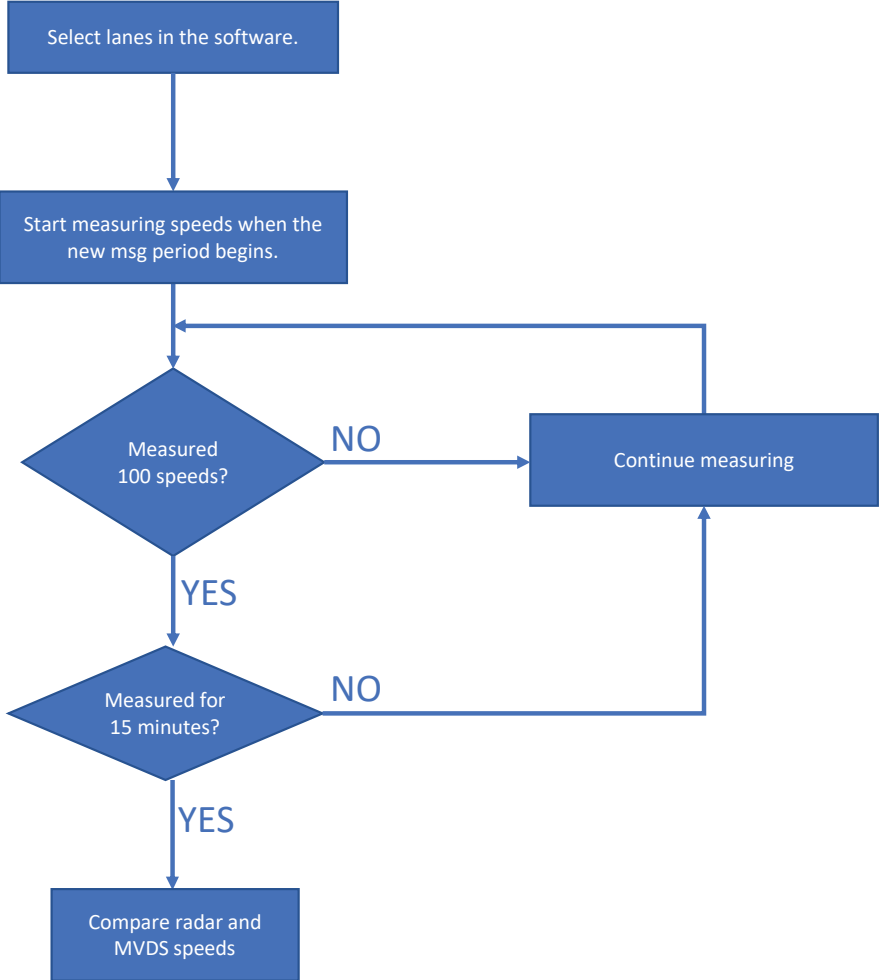 Select lanes in the software.
Start measuring speeds when the
new msg period begins.
Measured
100 speeds?
NO
Continue measuring
YES
Measured for
15 minutes?
NO
YES
Compare radar and
MVDS speeds